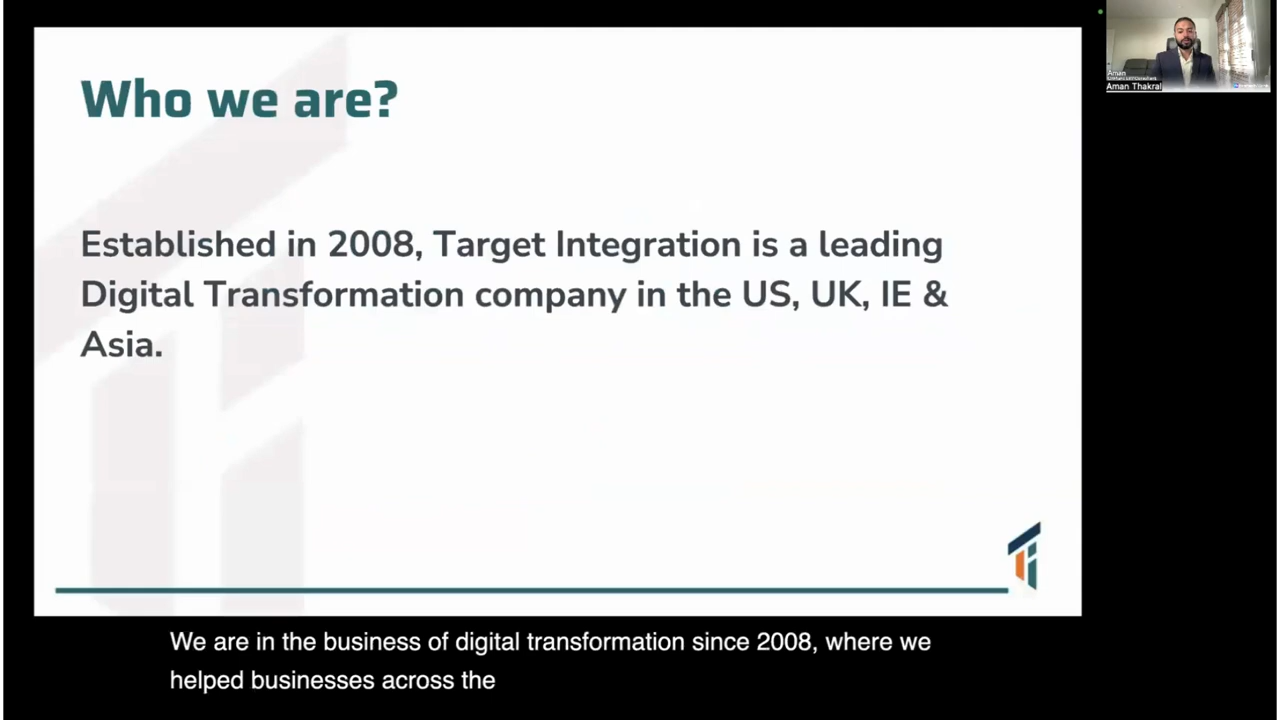 Who we are?
Established in 2008, Target Integration is a leading
Digital Transformation company in the US, UK, IE &
Asia.
Aman
Aman Thakral
We are in the business of digital transformation since 2008, where we
helped businesses across the